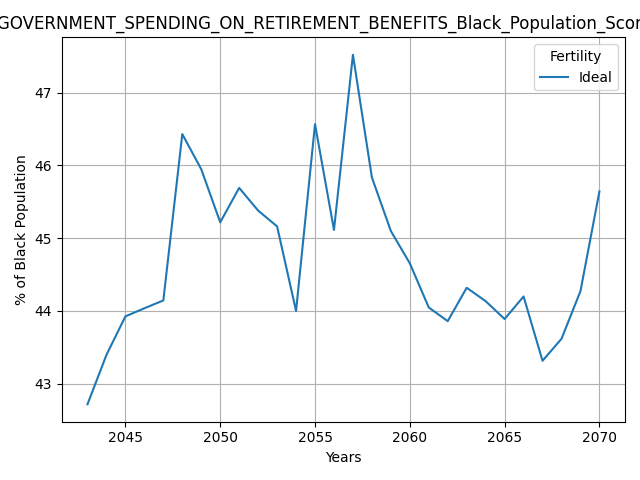 GOVERNMENT_SPENDING_ON_RETIREMENT_BENEFITS_Black_Population_Scor
Fertility
Ideal
47
46
45
44
43
% of Black Population
2045 2050 2055 2060 2065 2070
Years